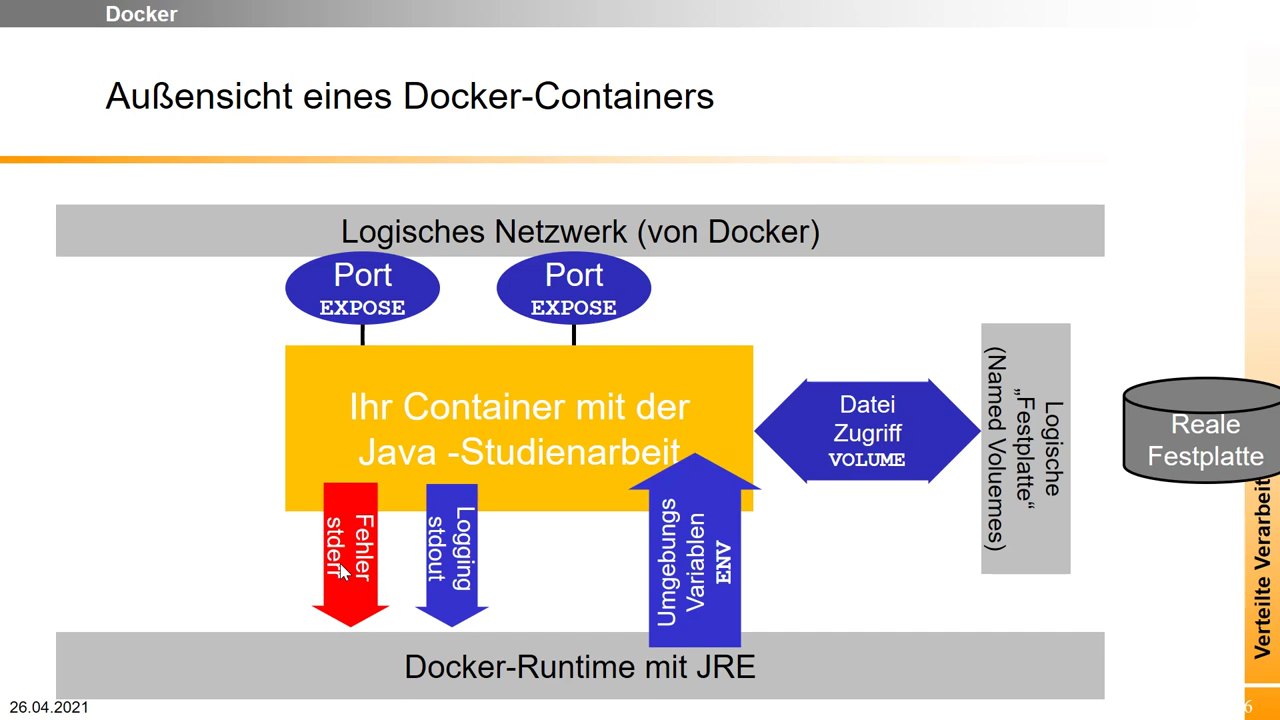 Docker
Außensicht eines Docker-Containers
Logisches Netzwerk (von Docker)
Port
EXPOSE
Port
EXPOSE
Ihr Container mit der
Java -Studienarbeit
Datei
Zugriff
VOLUME
Logische
„Festplatte“
(Named Voluemes)
Reale
Festplatte
Fehler
stderr
Logging
stdout
Umgebungs
Variablen
ENV
Docker-Runtime mit JRE
Verteilte Verarbeit
26.04.2021
6